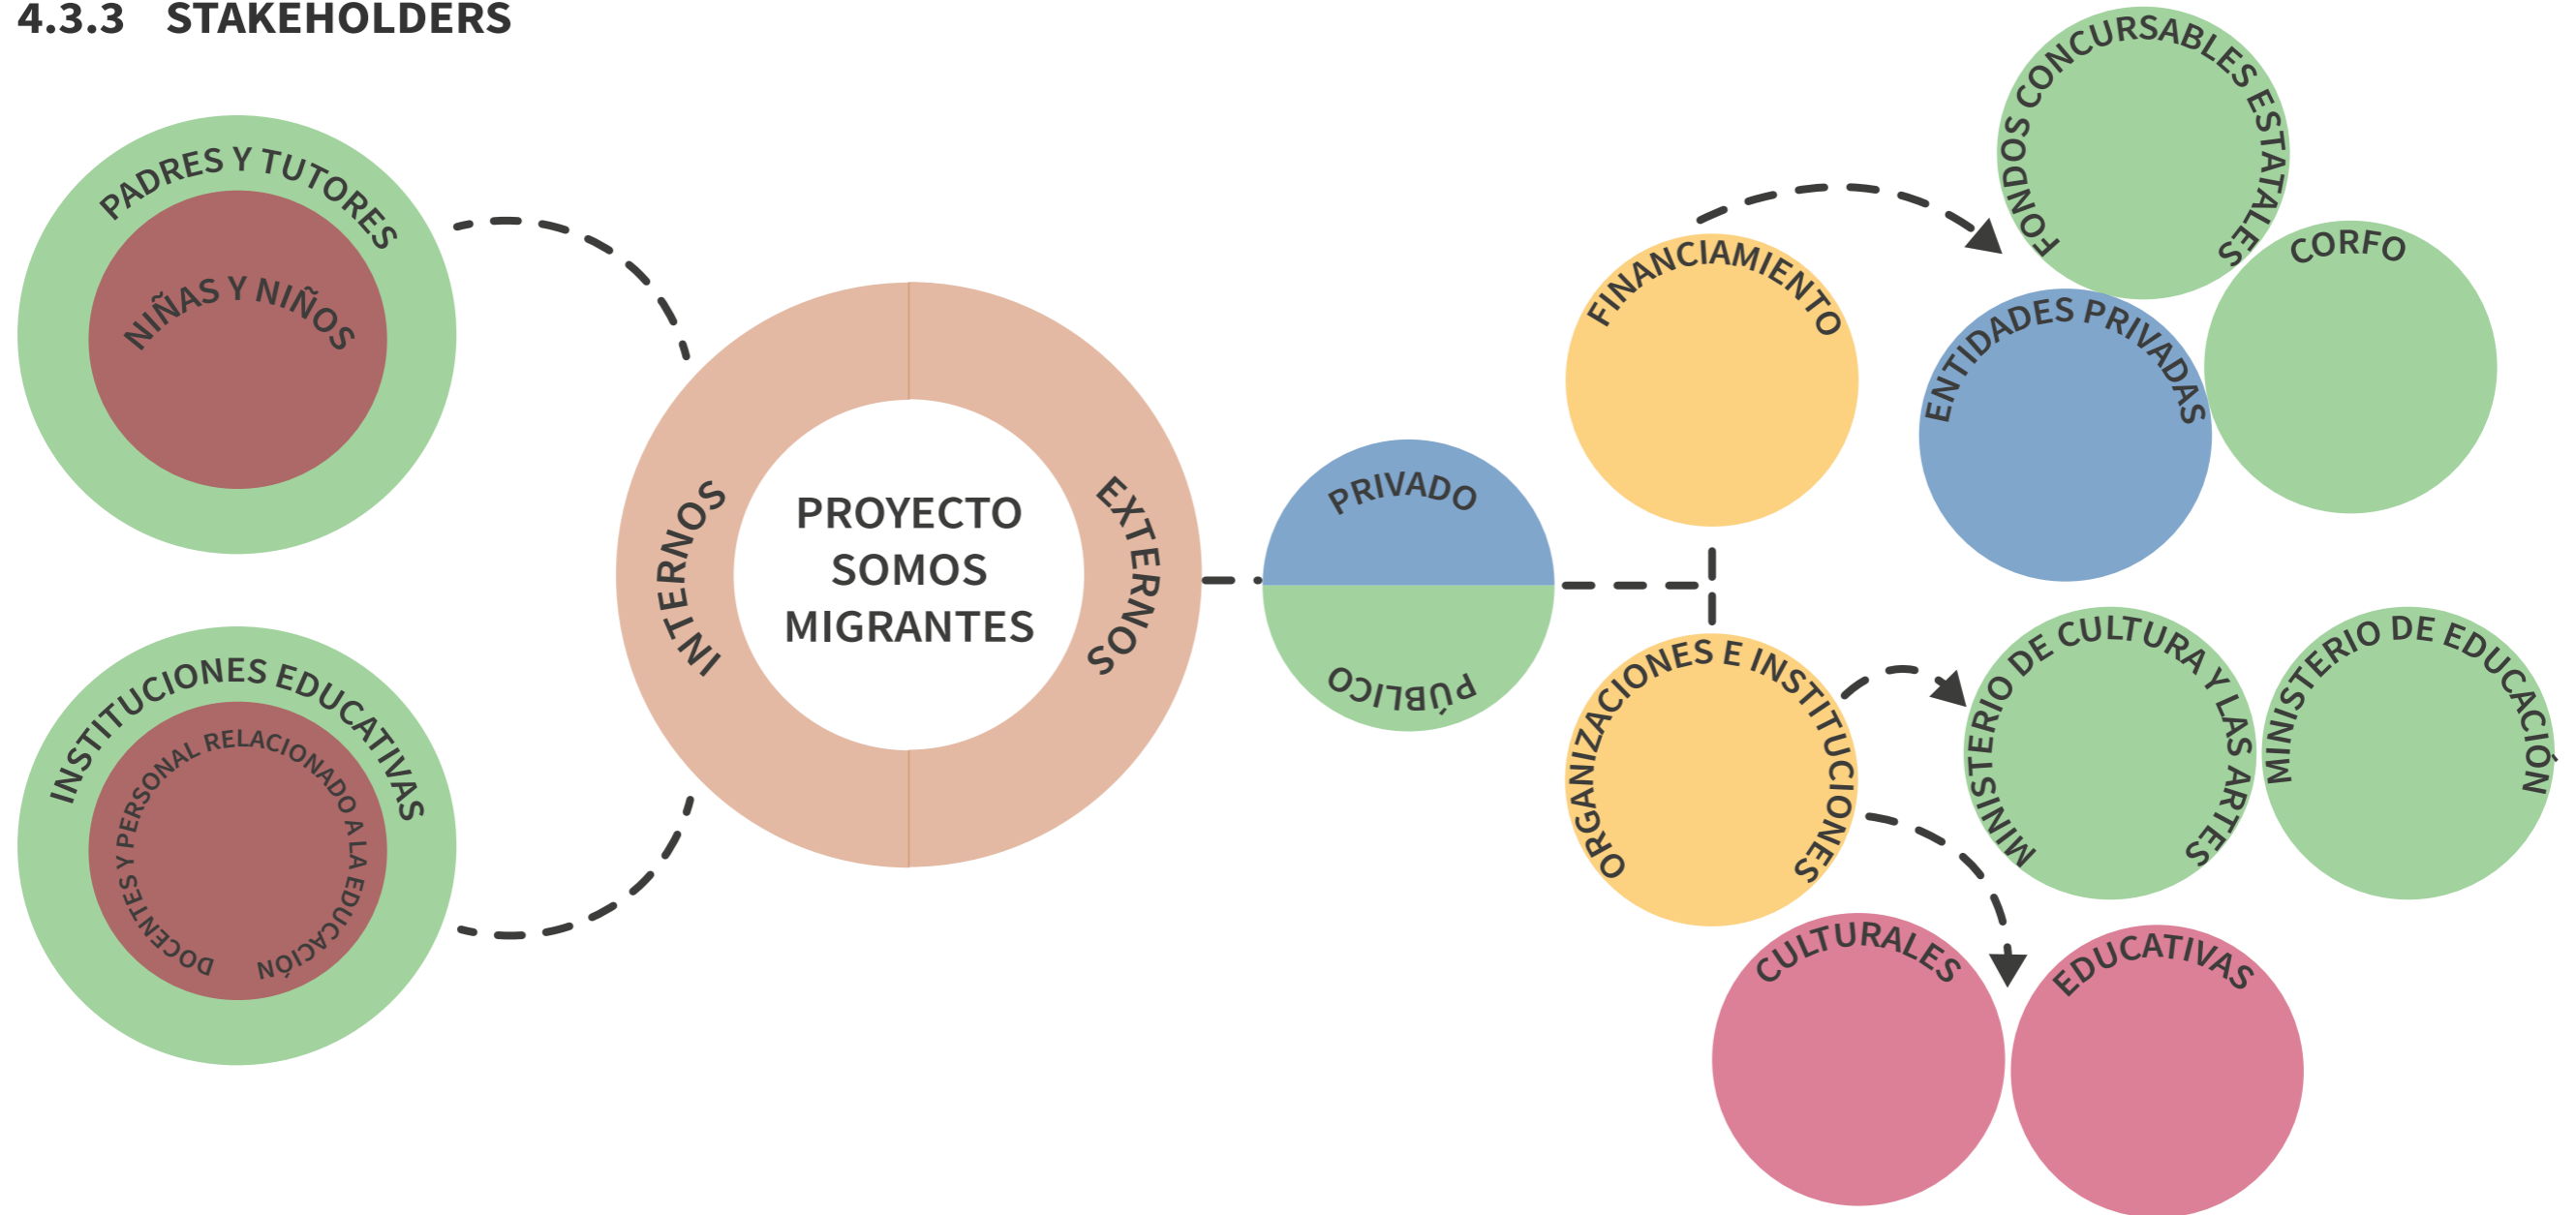 4.3.3 STAKEHOLDERS
PADRES Y TUTORES
NIÑAS Y NIÑOS
INSTITUCIONES EDUCATIVAS
DOCENTES Y PERSONAL RELACIONADO A LA EDUCACIÓN
INTERNOS
PROYECTO
SOMOS
MIGRANTES
EXTERNOS
PRIVADO
PÚBLICO
FINANCIAMIENTO
FONDOS CONCURSABLES ESTATALES
CORFO
ENTIDADES PRIVADAS
ORGANIZACIONES E INSTITUCIONES
MINISTERIO DE CULTURA Y LAS ARTES
MINISTERIO DE EDUCACIÓN
CULTURALES
EDUCATIVAS